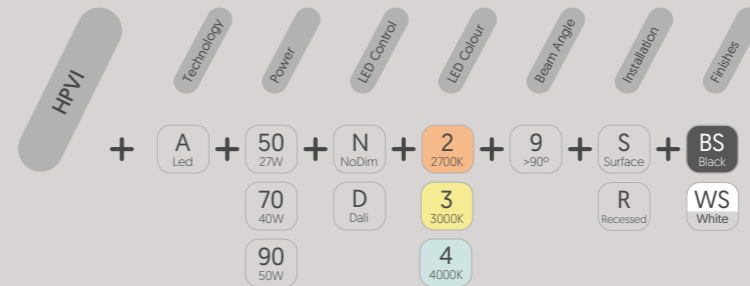 HPVI
Technology
Power
LED Control
LED Colour
Beam Angle
Installation
Finishes
+ A + 50 + N + 2 + 9 + S + BS
Led 27W NoDim 2700K >90º Surface Black
70 D 3 R WS
40W Dali 3000K Recessed White
90 4
50W 4000K